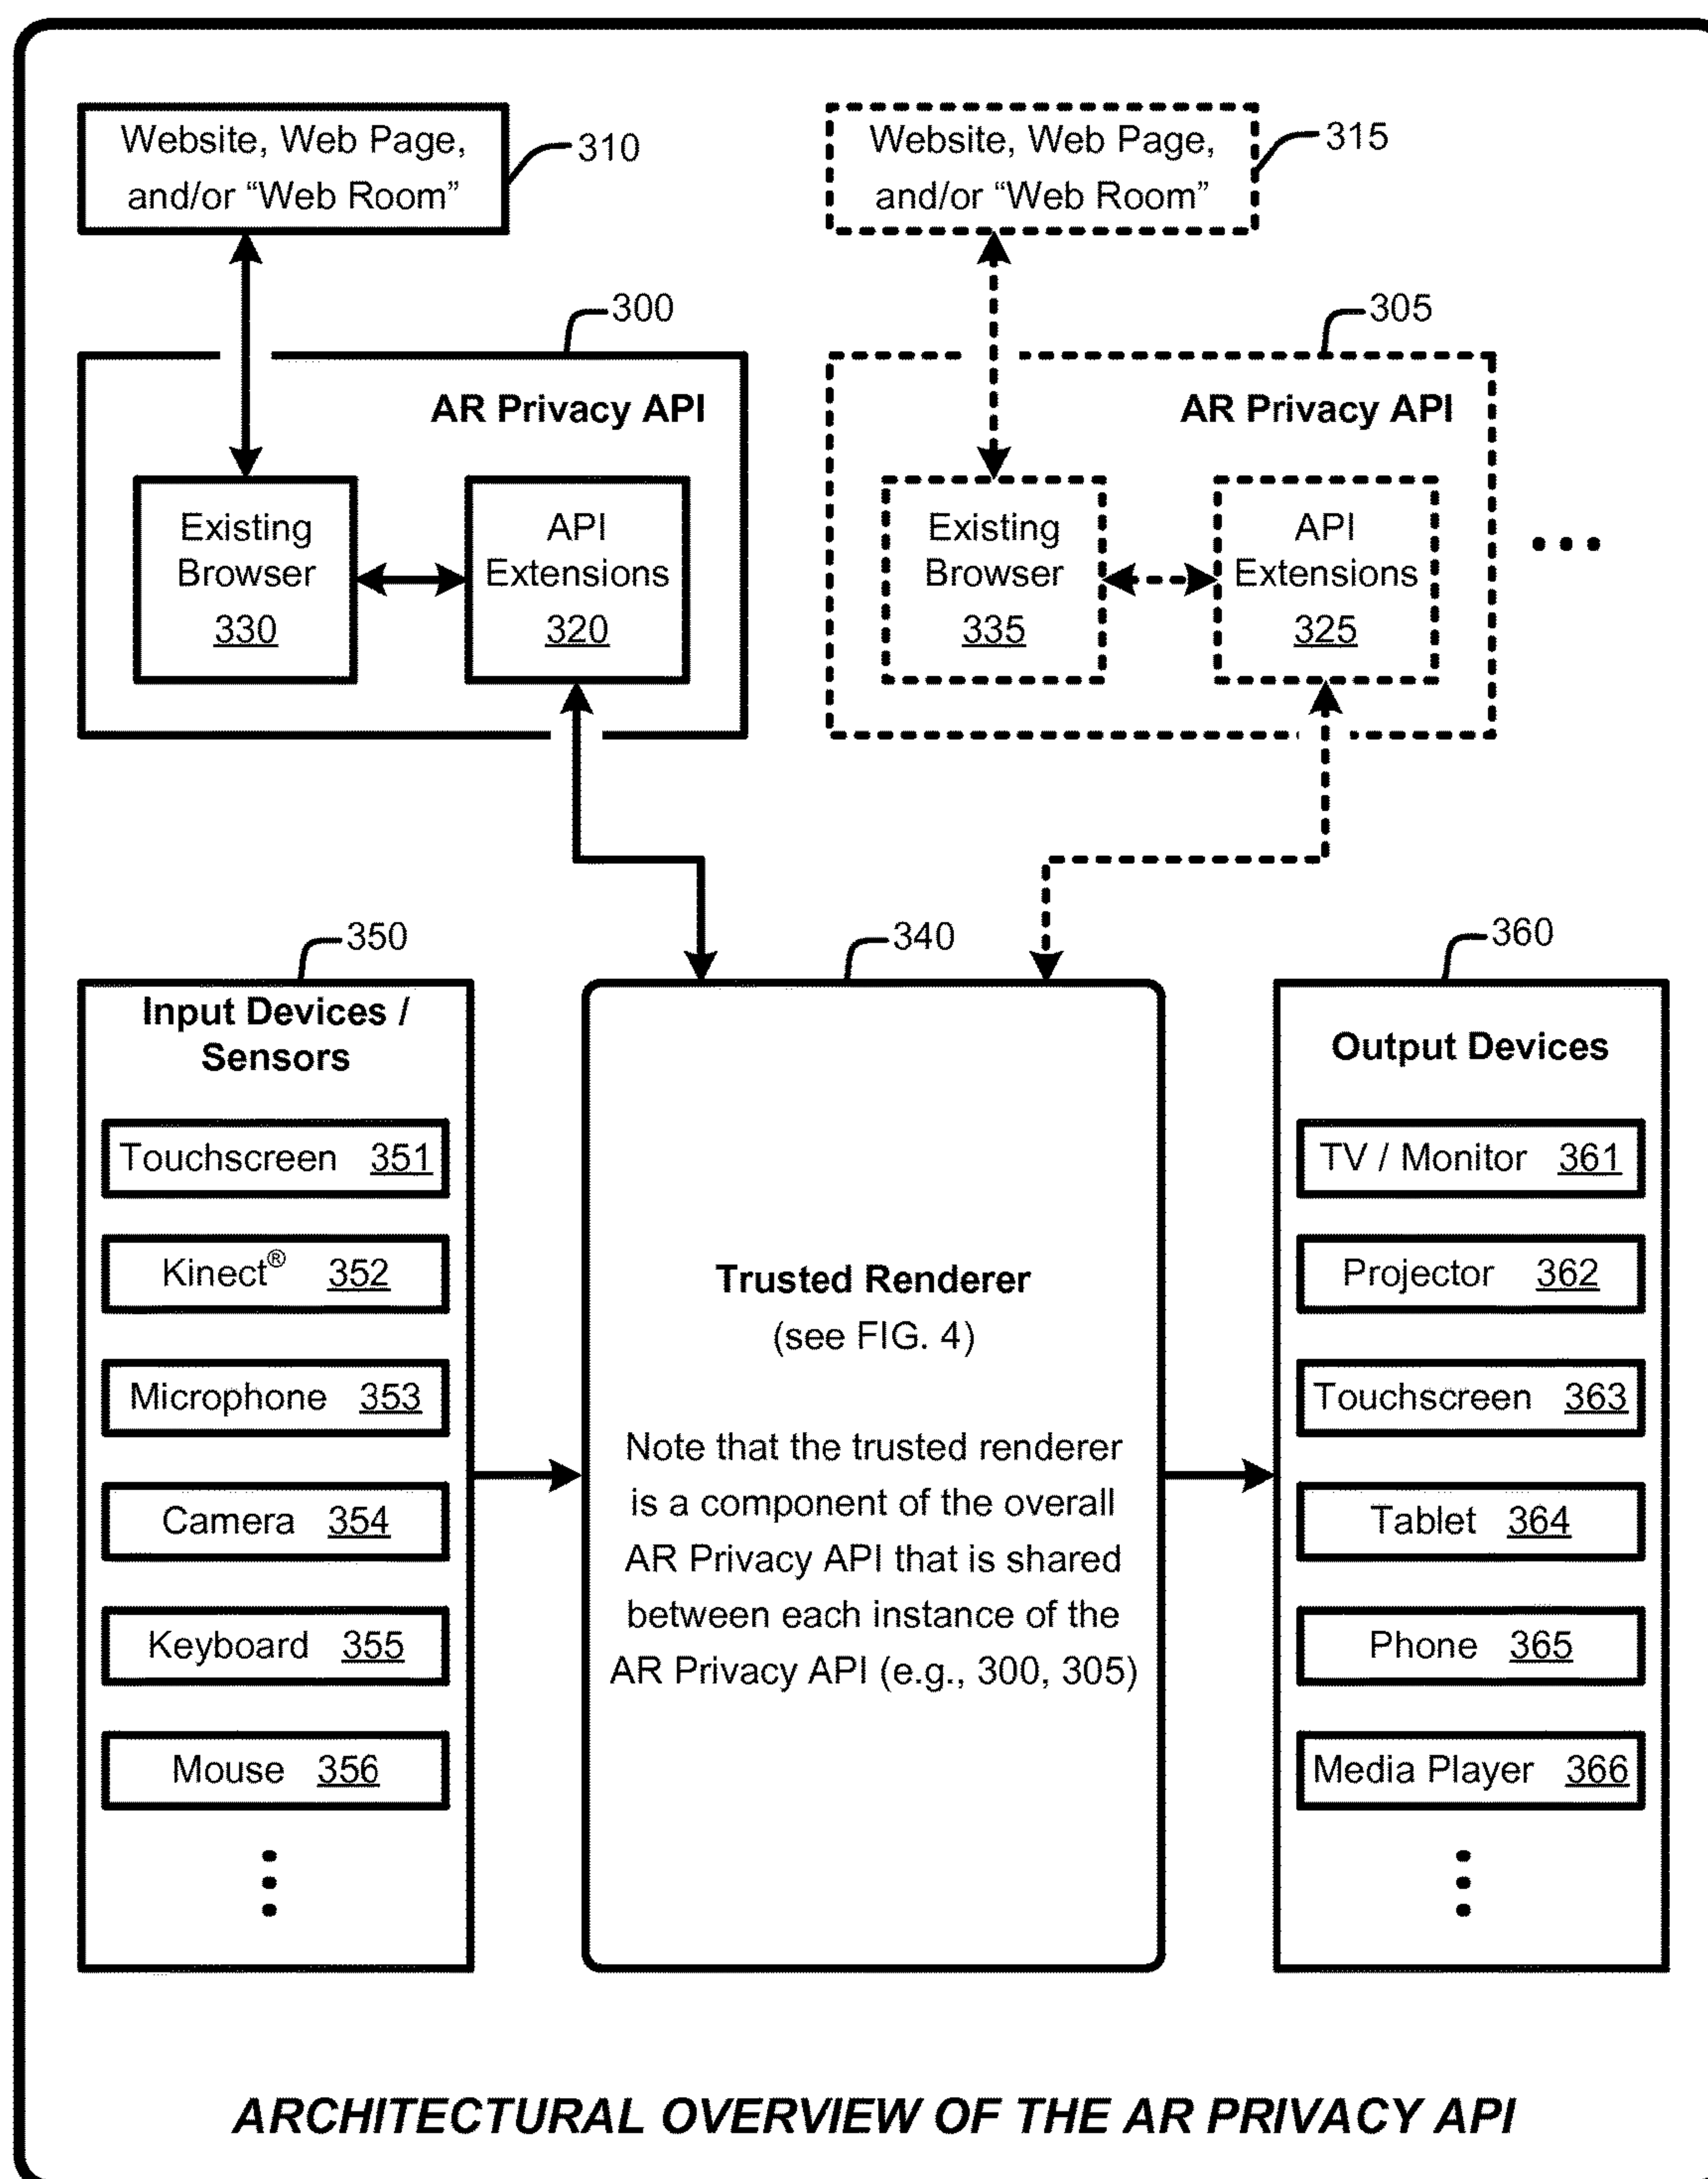 Website, Web Page,
and/or “Web Room”
310
Website, Web Page,
and/or “Web Room”
315
300
AR Privacy API
Existing
Browser
330
API
Extensions
320
305
AR Privacy API
Existing
Browser
335
API
Extensions
325
350
Input Devices /
Sensors
Touchscreen 351
Kinect® 352
Microphone 353
Camera 354
Keyboard 355
Mouse 356
340
Trusted Renderer
(see FIG. 4)
Note that the trusted renderer
is a component of the overall
AR Privacy API that is shared
between each instance of the
AR Privacy API (e.g., 300, 305)
360
Output Devices
TV / Monitor 361
Projector 362
Touchscreen 363
Tablet 364
Phone 365
Media Player 366
ARCHITECTURAL OVERVIEW OF THE AR PRIVACY API